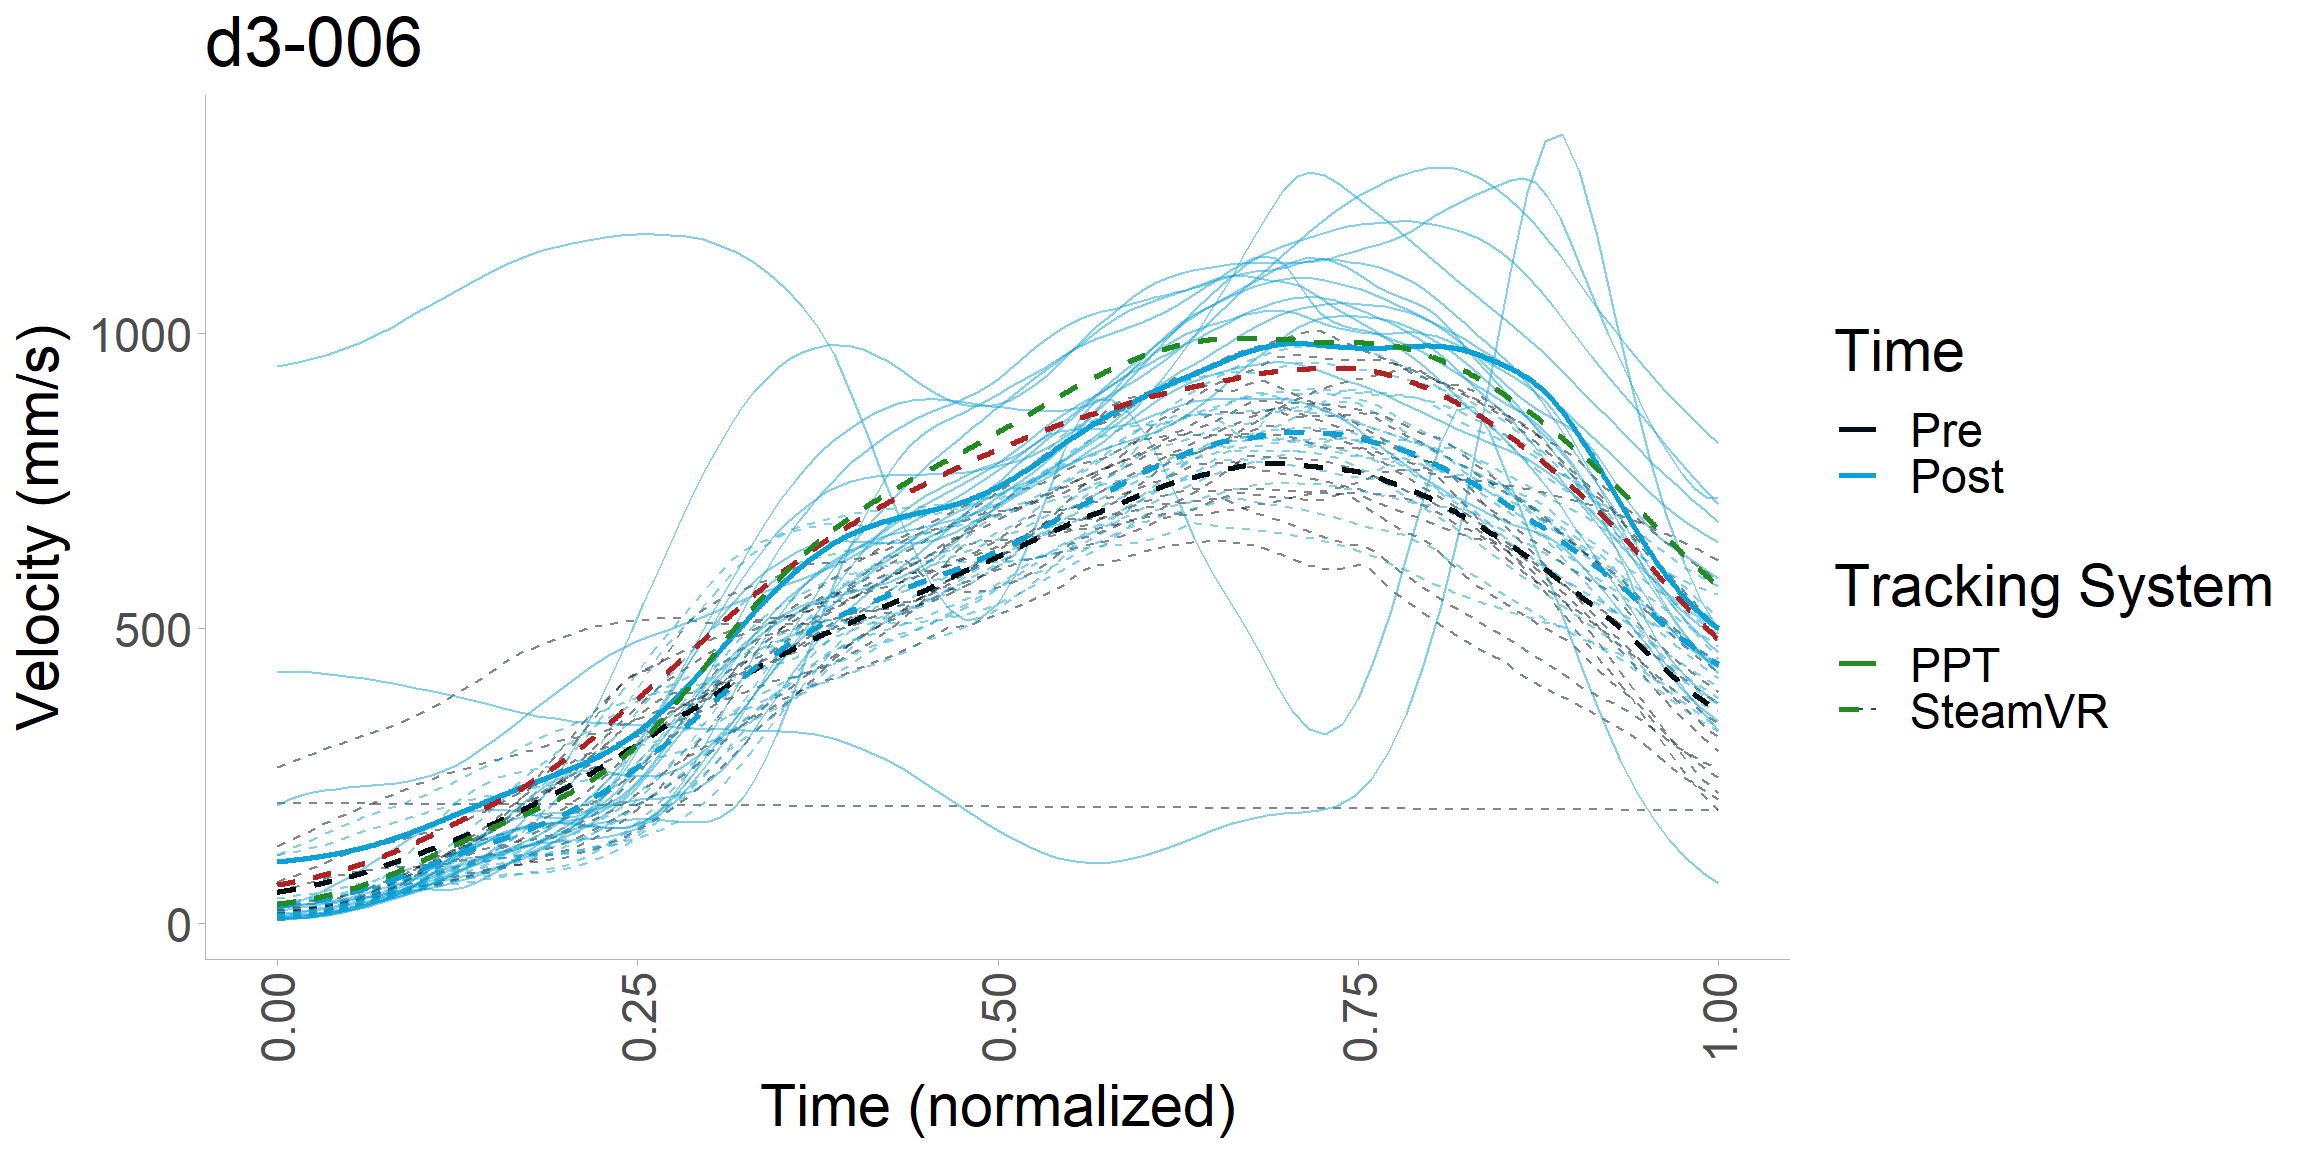 d3-006
Velocity (mm/s)
1000
500
0
0.00
0.25
0.50
0.75
1.00
Time (normalized)
Time
Pre
Post
Tracking System
PPT
SteamVR